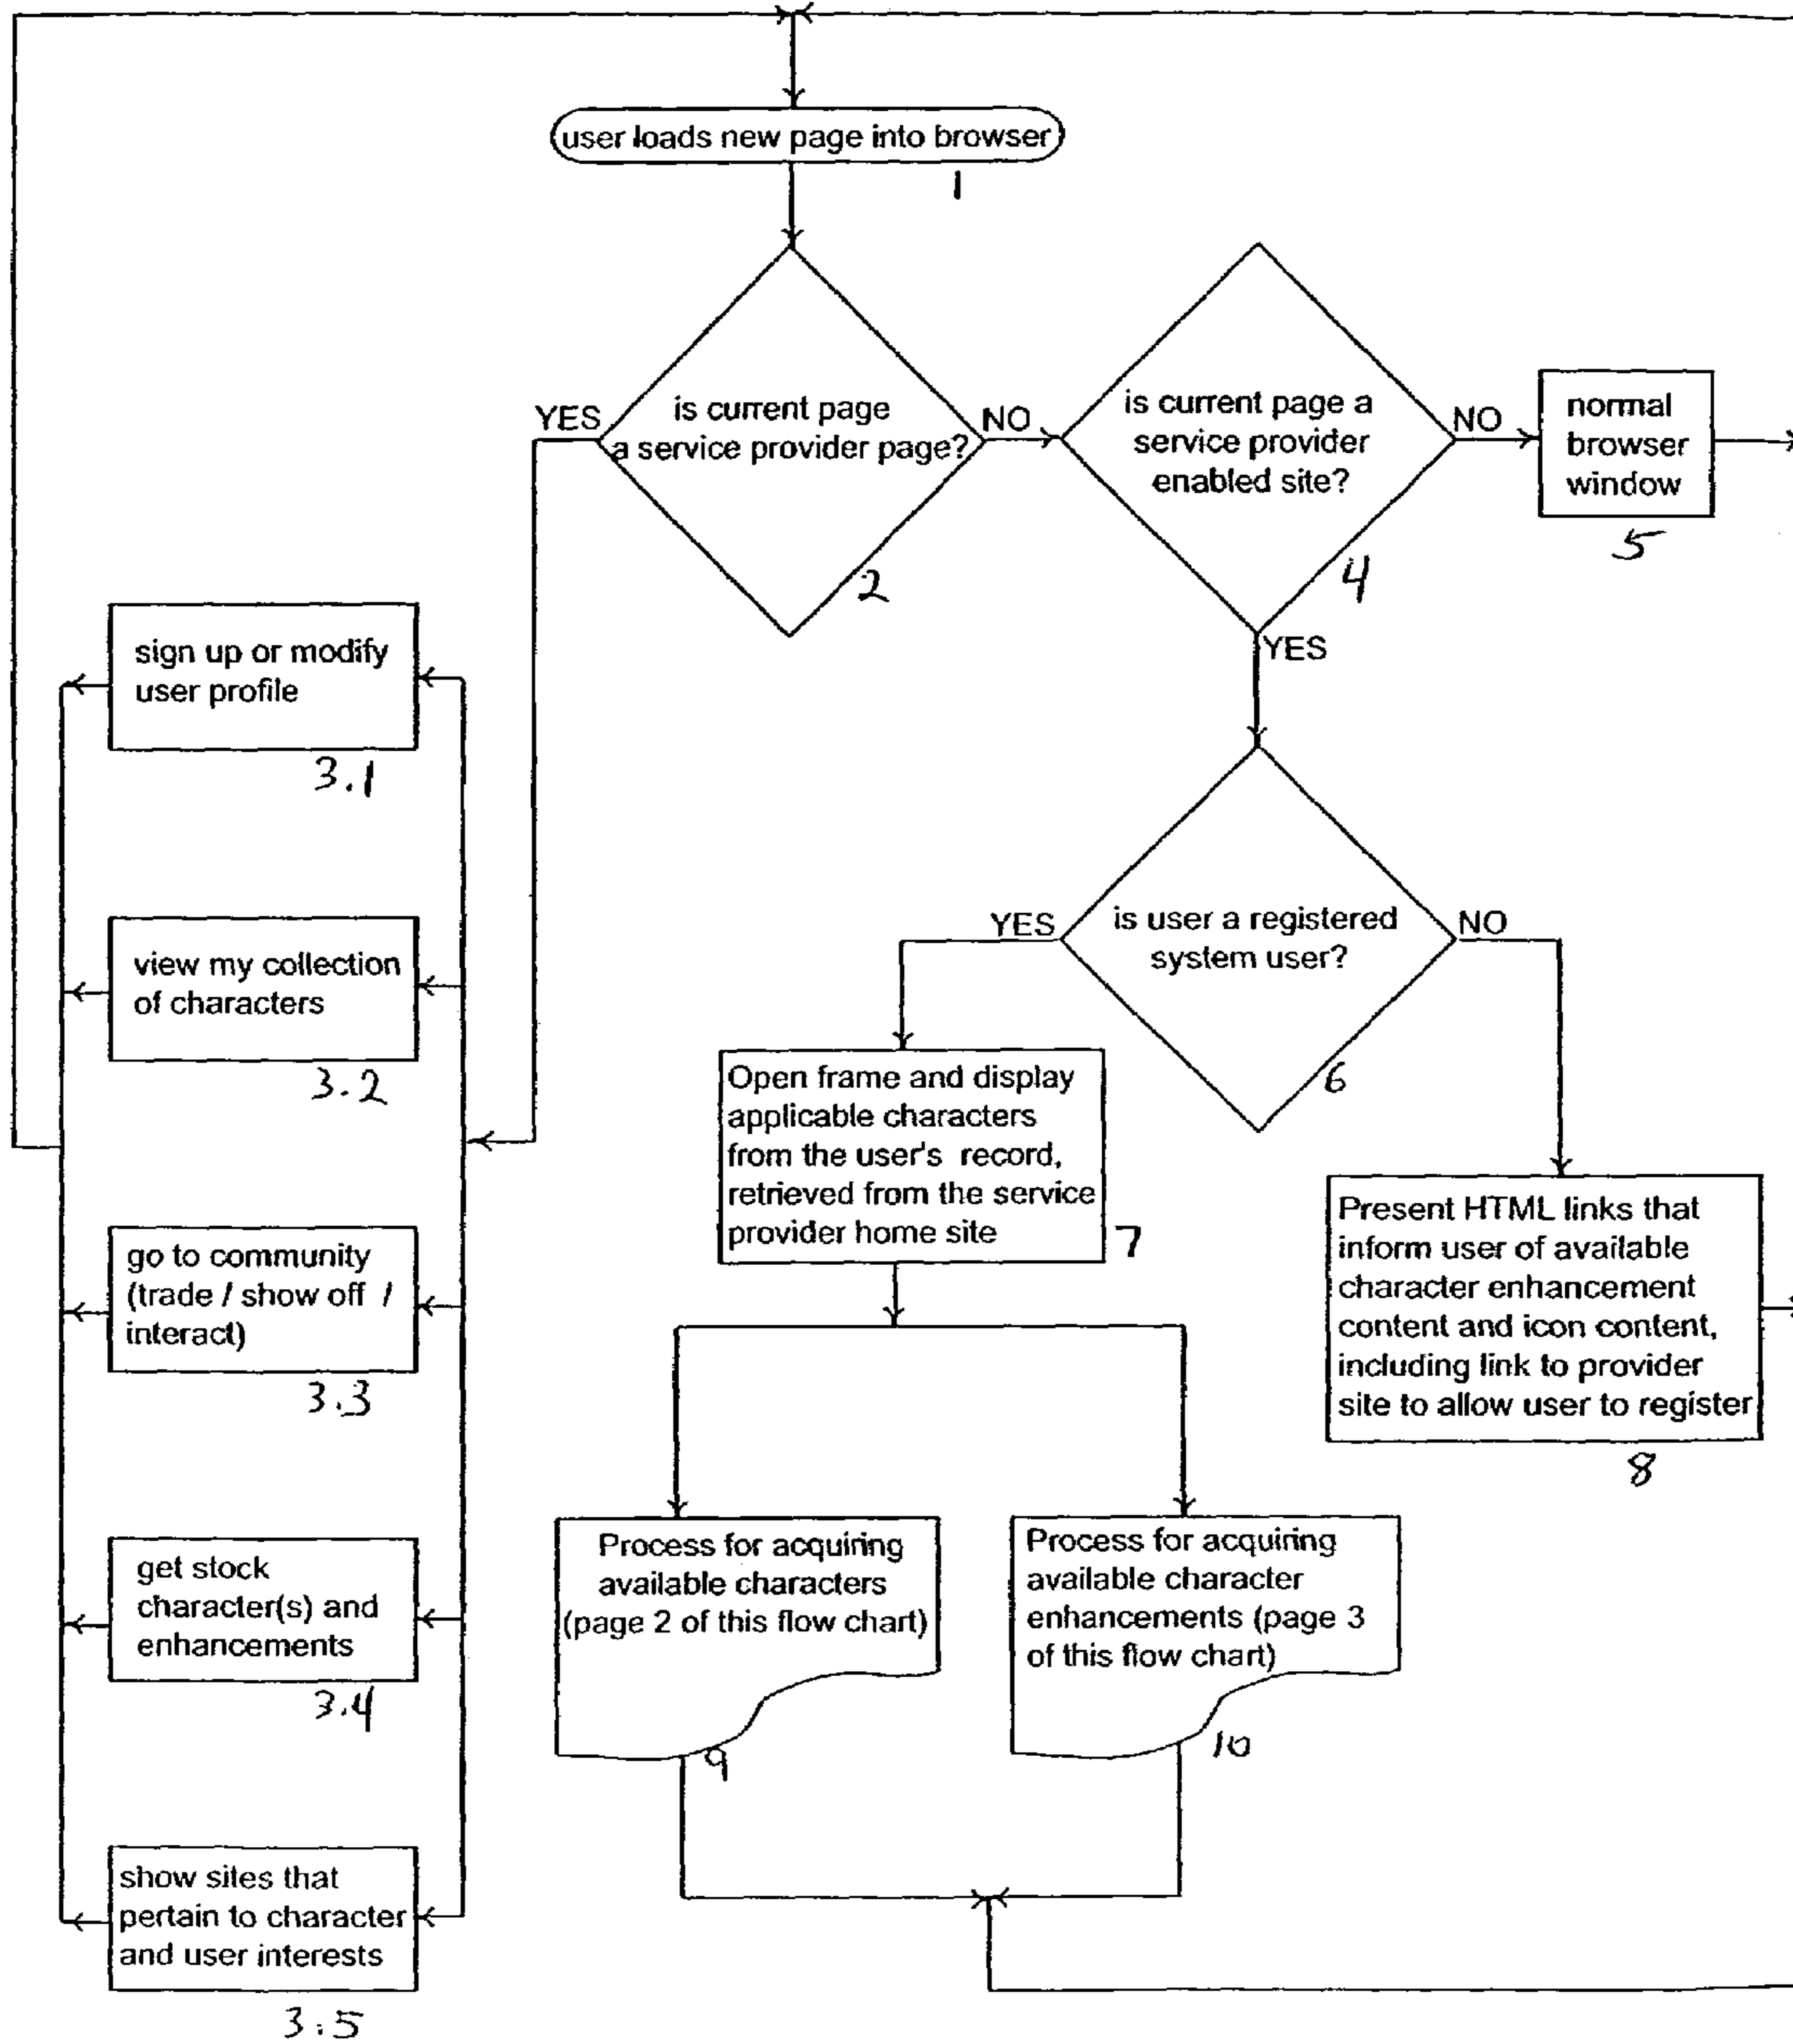 user loads new page into browser
1
is current page
a service provider page?
YES
NO
2
is current page a
service provider
enabled site?
NO
YES
4
normal
browser
window
5
sign up or modify
user profile
3.1
view my collection
of characters
3.2
go to community
(trade / show off /
interact)
3.3
get stock
character(s) and
enhancements
3.4
show sites that
pertain to character
and user interests
3.5
is user a registered
system user?
YES
NO
6
Open frame and display
applicable characters
from the user's record,
retrieved from the service
provider home site
7
Present HTML links that
inform user of available
character enhancement
content and icon content,
including link to provider
site to allow user to register
8
Process for acquiring
available characters
(page 2 of this flow chart)
9
Process for acquiring
available character
enhancements (page 3
of this flow chart)
10